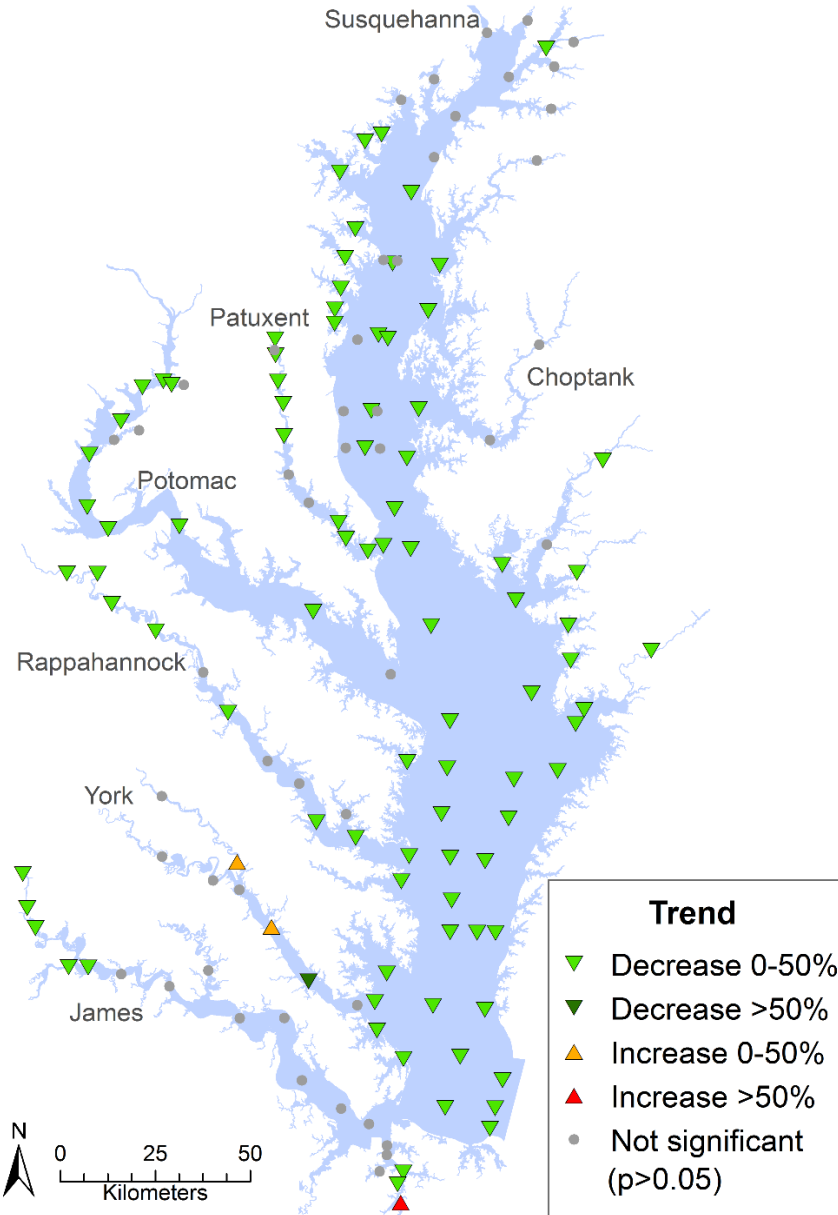 Susquehanna
Patuxent
Choptank
Potomac
Rappahannock
York
James
N
0 25 50
Kilometers
Trend
Decrease 0-50%
Decrease >50%
Increase 0-50%
Increase >50%
Not significant
(p>0.05)